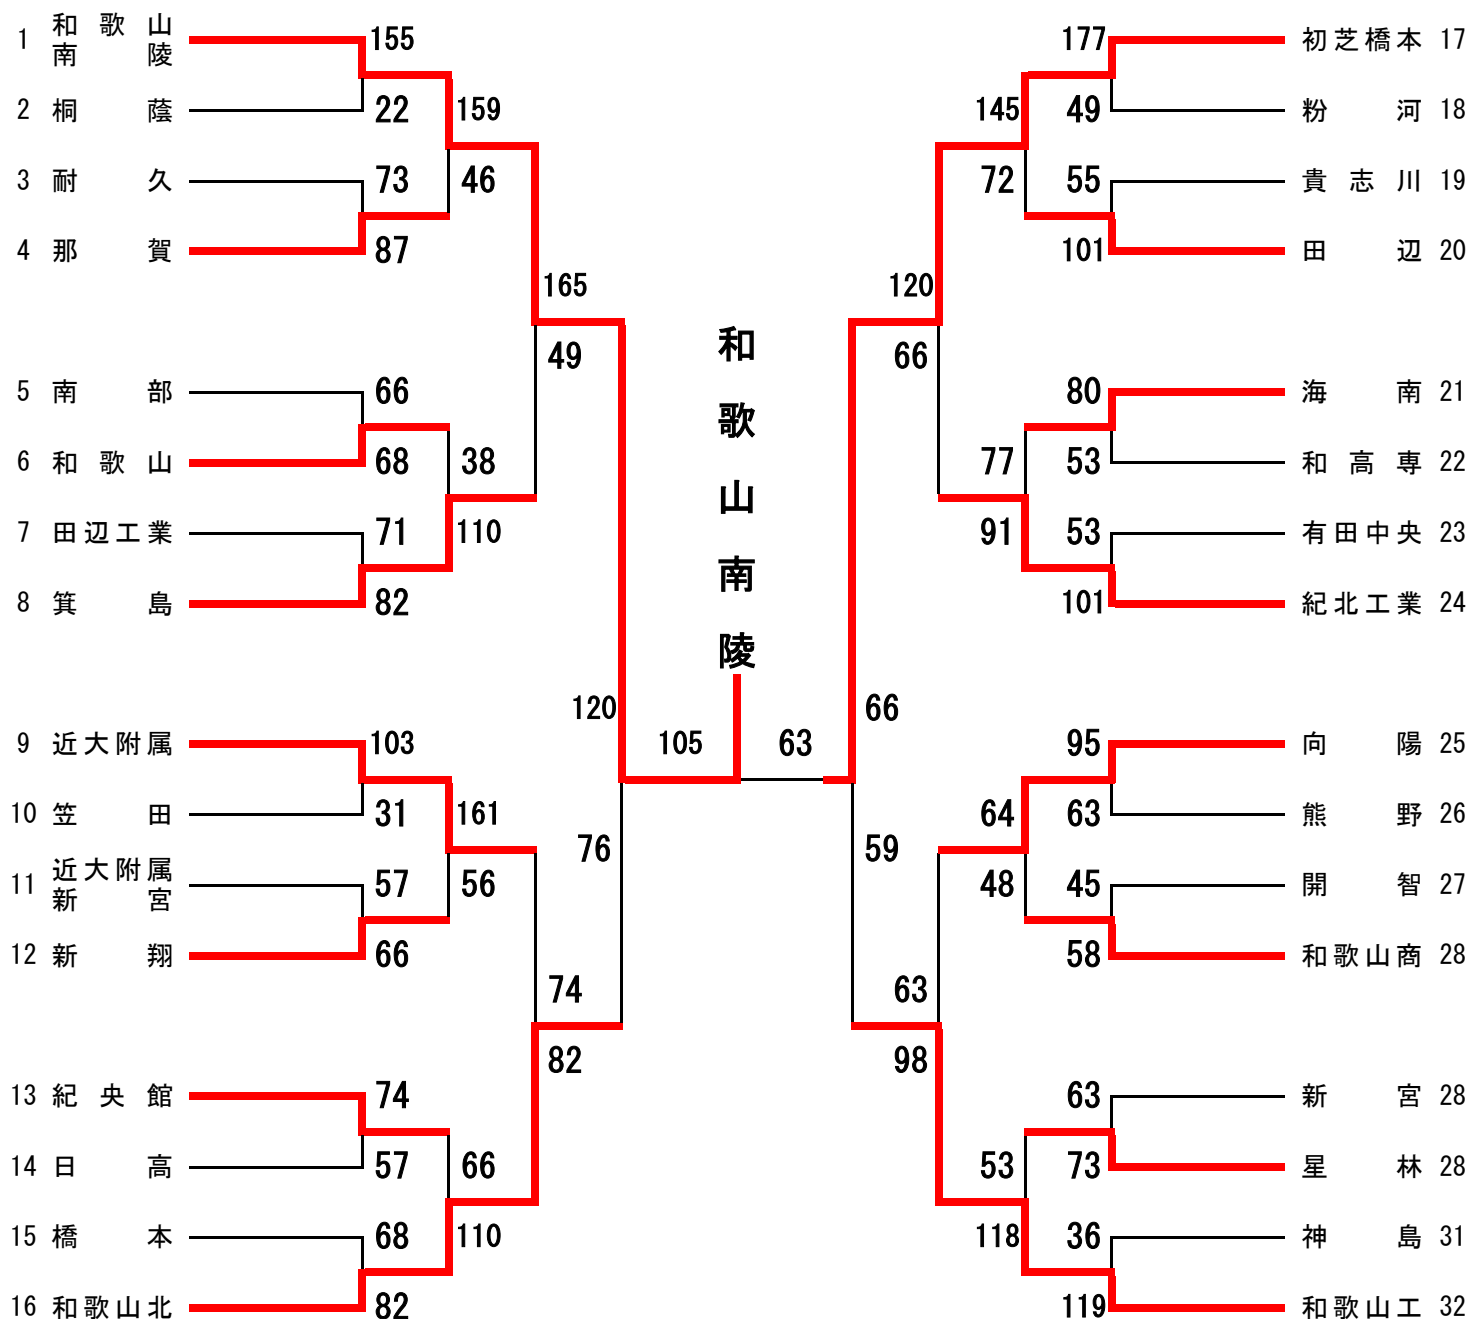 1 和歌山南陵 155
2 桐蔭 22
159
3 耐久 73
46
4 那賀 87
165
49
5 南部 66
6 和歌山 68
38
7 田辺工業 71
110
8 箕島 82
120
9 近大附属 103
10 笠田 31
161
76
11 近大附属新宮 57
56
12 新翔 66
74
82
13 紀央館 74
14 日高 57
66
15 橋本 68
110
16 和歌山北 82
和歌山南陵
105 63
177 初芝橋本 17
145
49 粉河 18
72
55 貴志川 19
101 田辺 20
120
66
80 海南 21
77
53 和高専 22
91
53 有田中央 23
101 紀北工業 24
66
95 向陽 25
64
63 熊野 26
59
48
45 開智 27
58 和歌山商 28
63
98
63 新宮 28
53
73 星林 28
118
36 神島 31
119 和歌山工 32